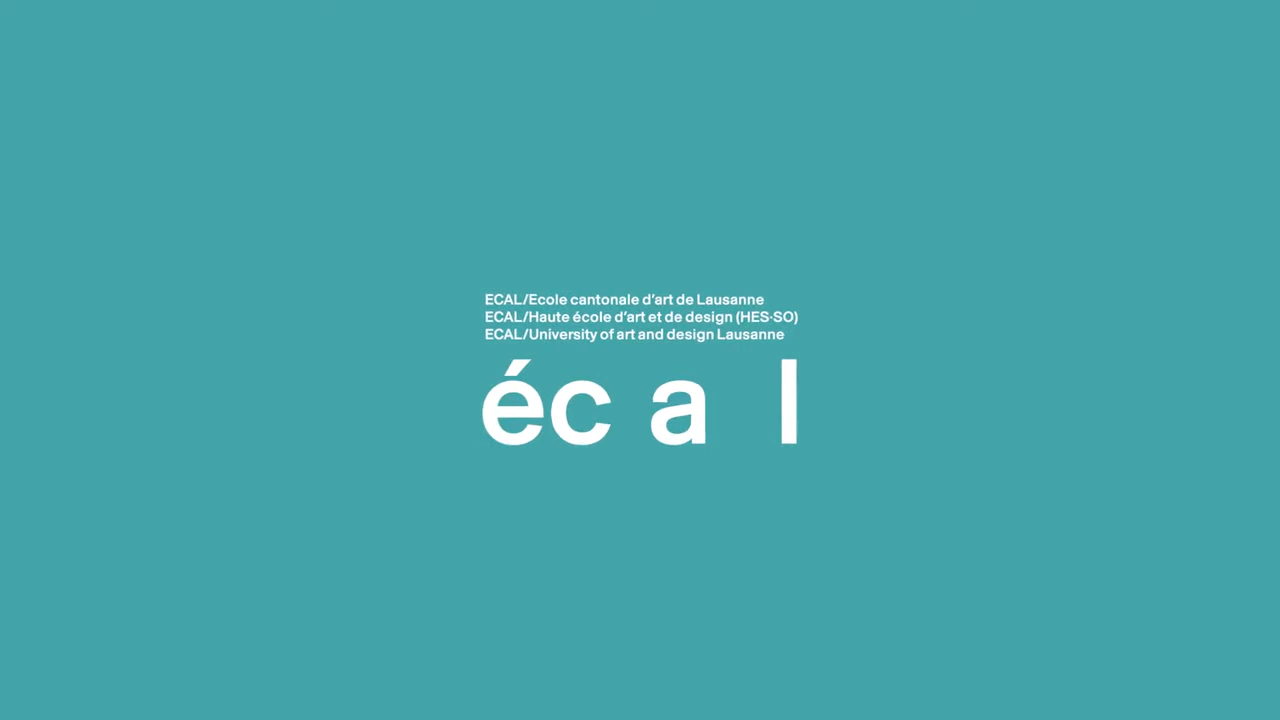 ECAL/Ecole cantonale d'art de Lausanne
ECAL/Haute école d'art et de design (HES·SO)
ECAL/University of art and design Lausanne
éc a l